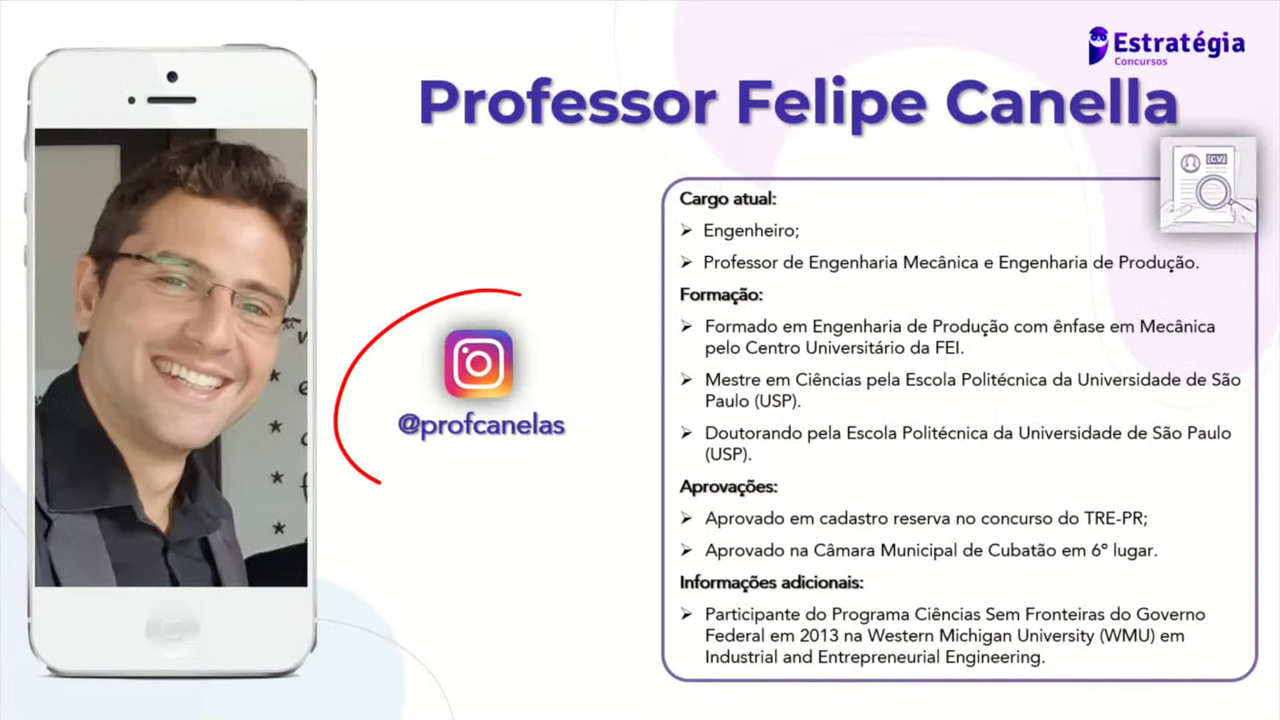 Estratégia
Concursos
Professor Felipe Canella
[CV]
Cargo atual:
➢ Engenheiro;
➢ Professor de Engenharia Mecânica e Engenharia de Produção.
Formação:
➢ Formado em Engenharia de Produção com ênfase em Mecânica
pelo Centro Universitário da FEI.
➢ Mestre em Ciências pela Escola Politécnica da Universidade de São
Paulo (USP).
➢ Doutorando pela Escola Politécnica da Universidade de São Paulo
(USP).
Aprovações:
➢ Aprovado em cadastro reserva no concurso do TRE-PR;
➢ Aprovado na Câmara Municipal de Cubatão em 6º lugar.
Informações adicionais:
➢ Participante do Programa Ciências Sem Fronteiras do Governo
Federal em 2013 na Western Michigan University (WMU) em
Industrial and Entrepreneurial Engineering.
@profcanelas